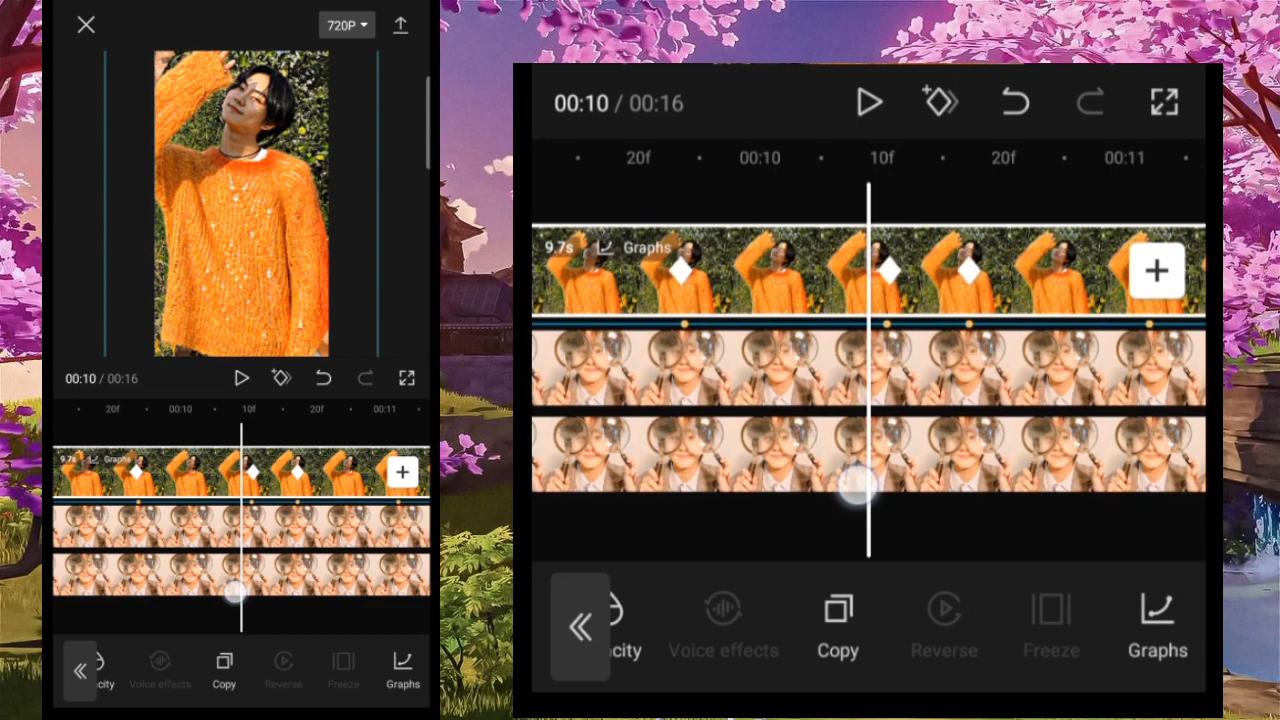 720P
00:10 / 00:16
20f 00:10 10f 20f 00:11
9.7s Graphs
city Voice effects Copy Reverse Freeze Graphs
00:10 / 00:16
20f 00:10 10f 20f 00:11
9.7s Graphs
city Voice effects Copy Reverse Freeze Graphs